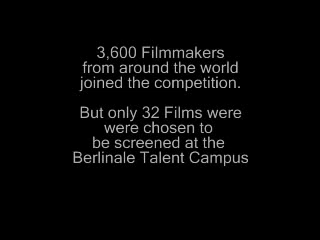 3,600 Filmmakers
from around the world
joined the competition.
But only 32 Films were
were chosen to
be screened at the
Berlinale Talent Campus